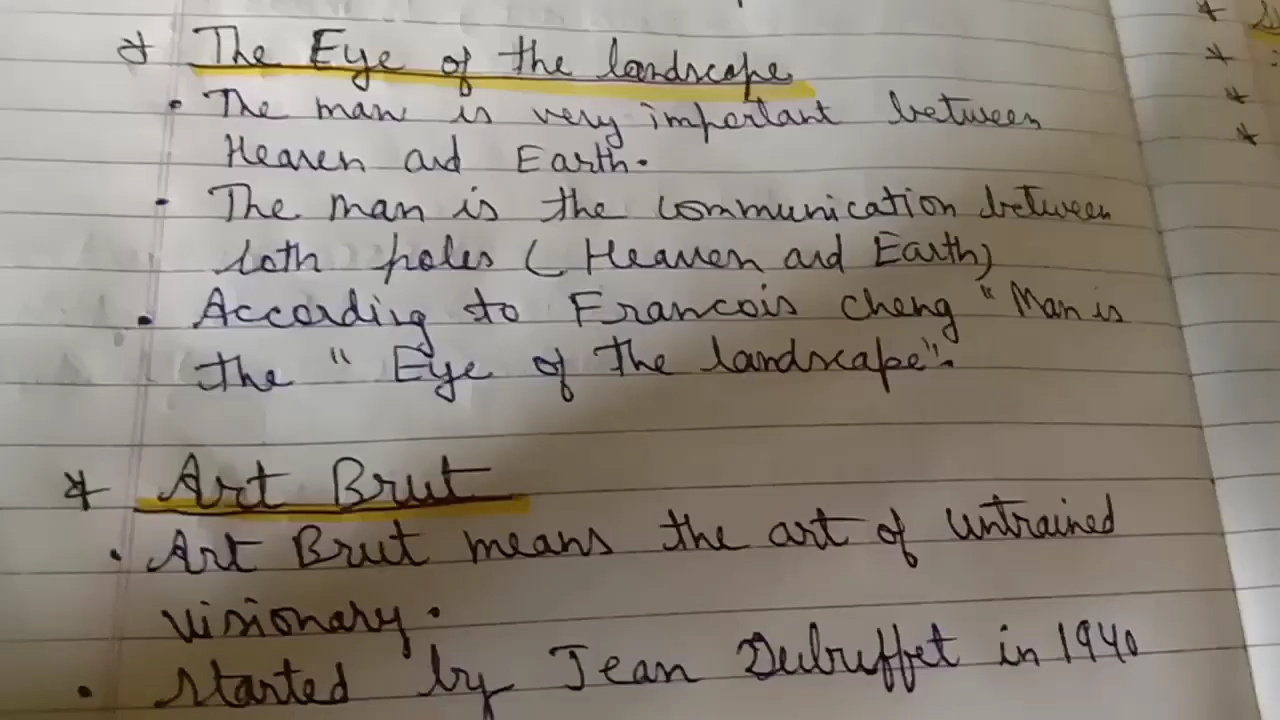 * The Eye of the landscape
• The man is very important between
Heaven and Earth.
• The man is the communication between
both poles (Heaven and Earth)
• According to Francois Cheng "Man is
the "Eye of the landscape".
* Art Brut
• Art Brut means the art of untrained
visionary.
• Started by Jean Dubuffet in 1940
*
*
*
*